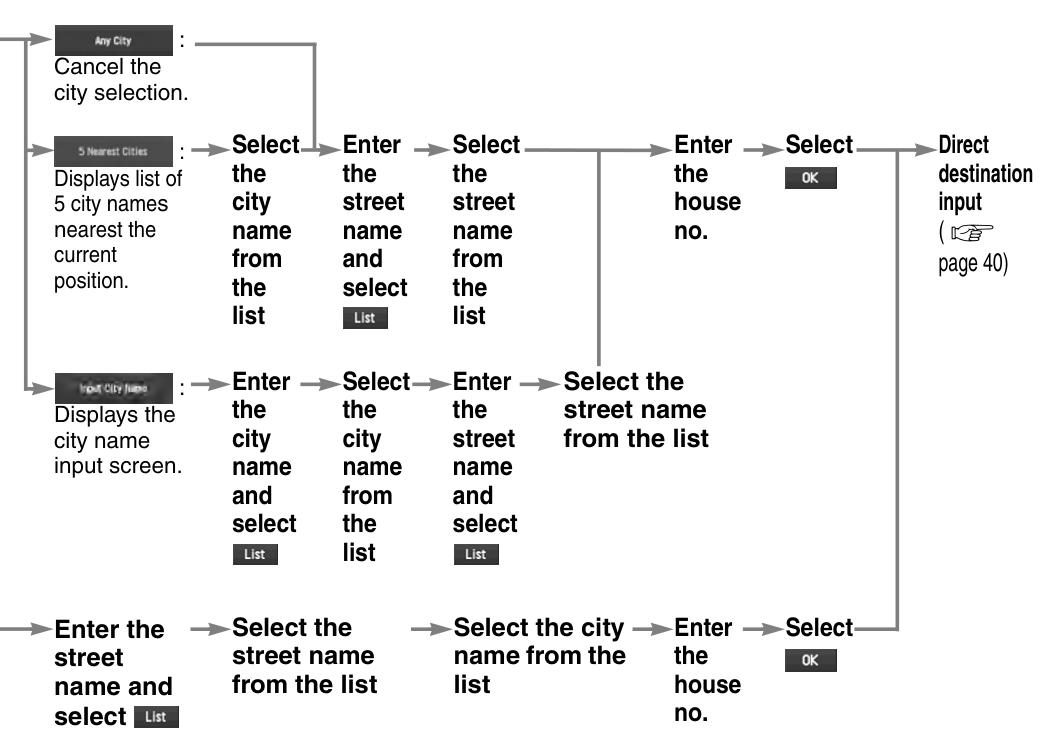 Any City :
Cancel the
city selection.
5 Nearest Cities :
Displays list of
5 city names
nearest the
current
position.
Select
the
city
name
from
the
list
Enter
the
street
name
and
select
List
Select
the
street
name
from
the
list
Enter
the
house
no.
Select
OK
Direct
destination
input
( ☞
page 40)
Input City Name :
Displays the
city name
input screen.
Enter
the
city
name
and
select
List
Select
the
city
name
from
the
list
Enter
the
street
name
and
select
List
Select the
street name
from the list
Enter the
street
name and
select List
Select the
street name
from the list
Select the city
name from the
list
Enter
the
house
no.
Select
OK